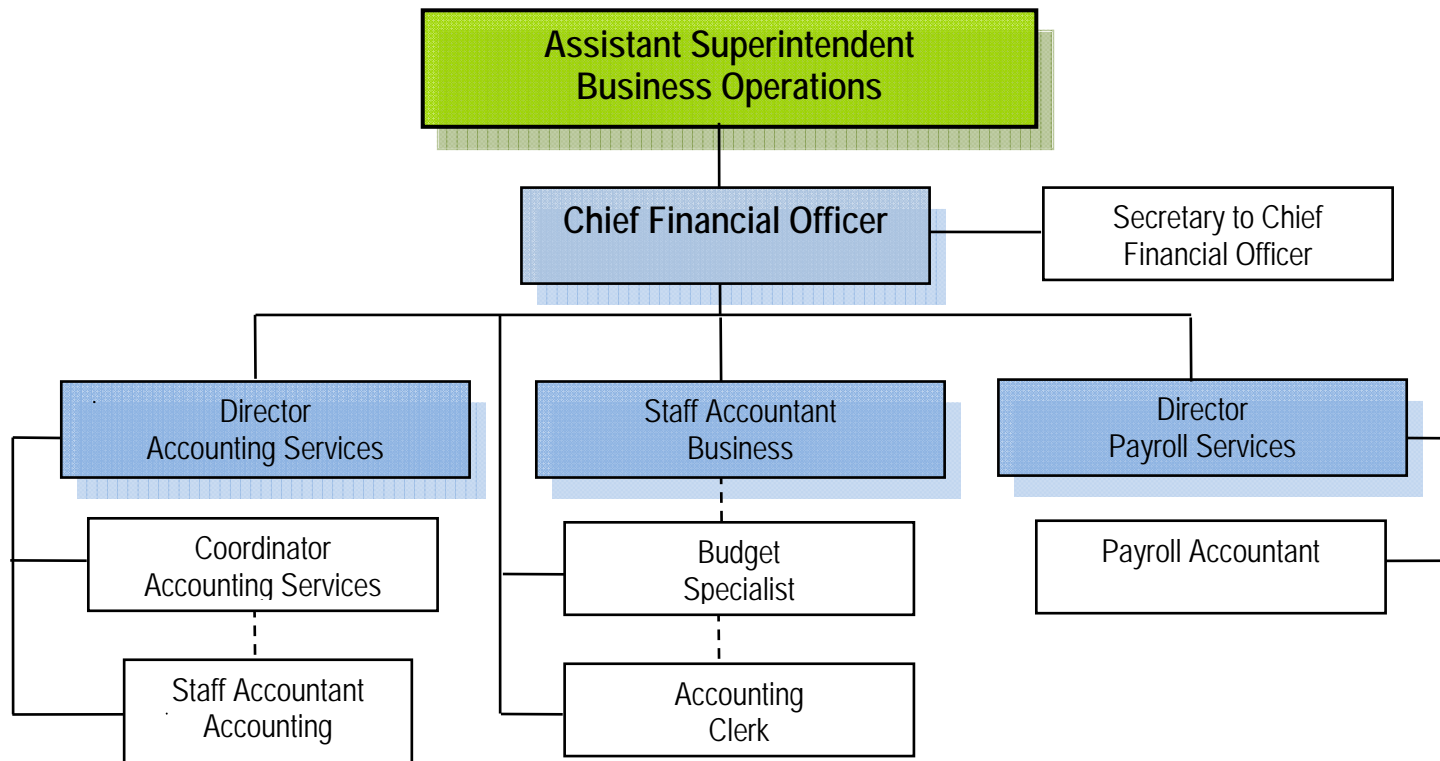 Assistant Superintendent
Business Operations
Chief Financial Officer
Secretary to Chief
Financial Officer
Director
Accounting Services
Staff Accountant
Business
Director
Payroll Services
Coordinator
Accounting Services
Budget
Specialist
Payroll Accountant
Staff Accountant
Accounting
Accounting
Clerk